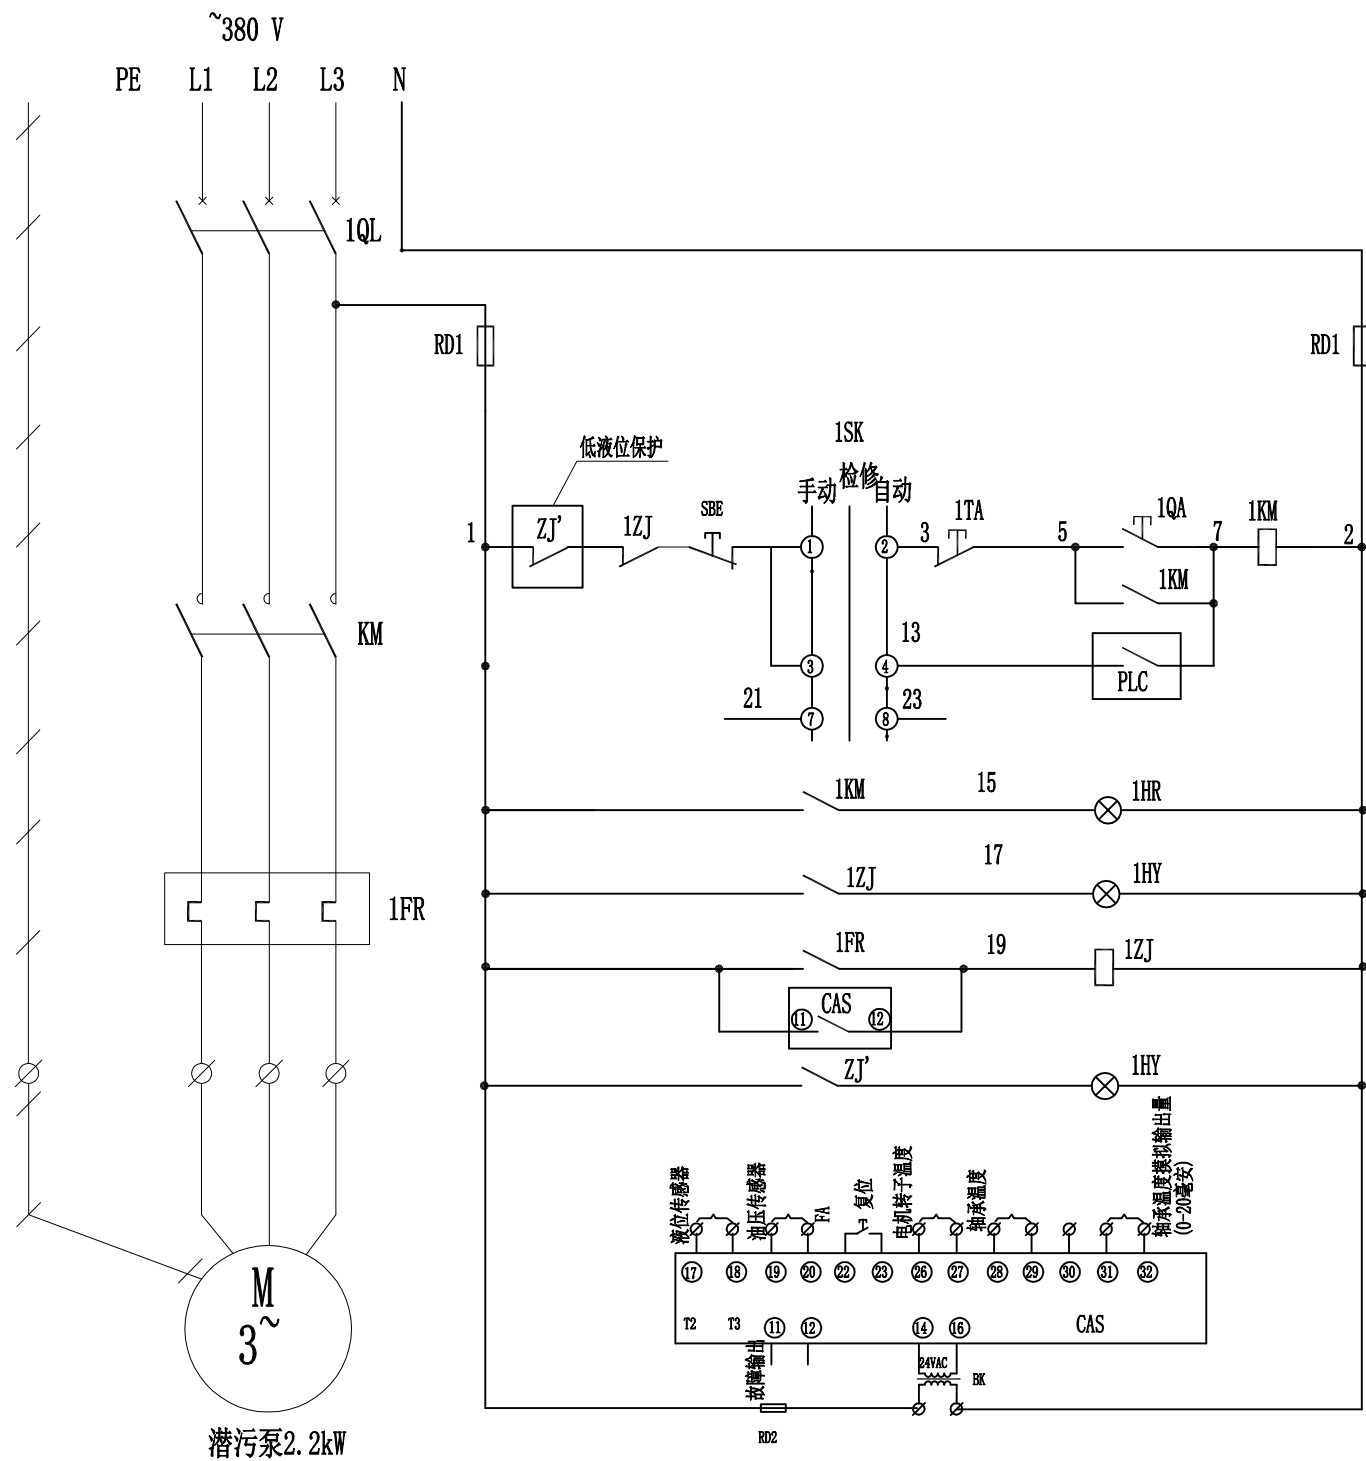 ~380 V
PE L1 L2 L3 N
1QL
RD1
RD1
1SK
低液位保护
手动 检修 自动
1 ZJ' 1ZJ SBE ① ② 3 1TA 5 1QA 7 1KM 2
1KM
13
③ ④
PLC
KM
21 ⑦ ⑧ 23
1KM 15 1HR
1ZJ 17 1HY
1FR
1FR 19 1ZJ
⑪ CAS ⑫
ZJ' 1HY
液位传感器
油压传感器
FA
复位
电机转子温度
轴承温度
轴承温度摸拟输出量
(0-20毫安)
⑰ ⑱ ⑲ ⑳ ㉒ ㉓ ㉖ ㉗ ㉘ ㉙ ㉚ ㉛ ㉜
T2 T3 ⑪ ⑫ ⑭ ⑯ CAS
故障输出
24VAC
BK
RD2
M
3~
潜污泵2.2kW